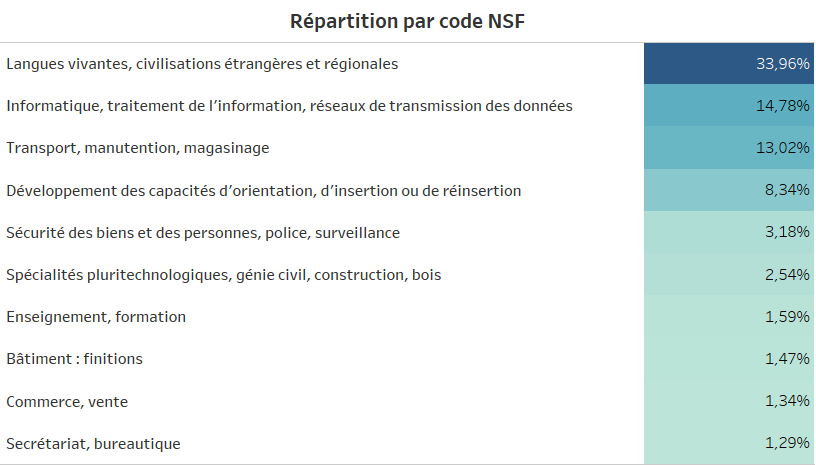 Répartition par code NSF
Langues vivantes, civilisations étrangères et régionales 33,96%
Informatique, traitement de l’information, réseaux de transmission des données 14,78%
Transport, manutention, magasinage 13,02%
Développement des capacités d’orientation, d’insertion ou de réinsertion 8,34%
Sécurité des biens et des personnes, police, surveillance 3,18%
Spécialités pluritechnologiques, génie civil, construction, bois 2,54%
Enseignement, formation 1,59%
Bâtiment : finitions 1,47%
Commerce, vente 1,34%
Secrétariat, bureautique 1,29%